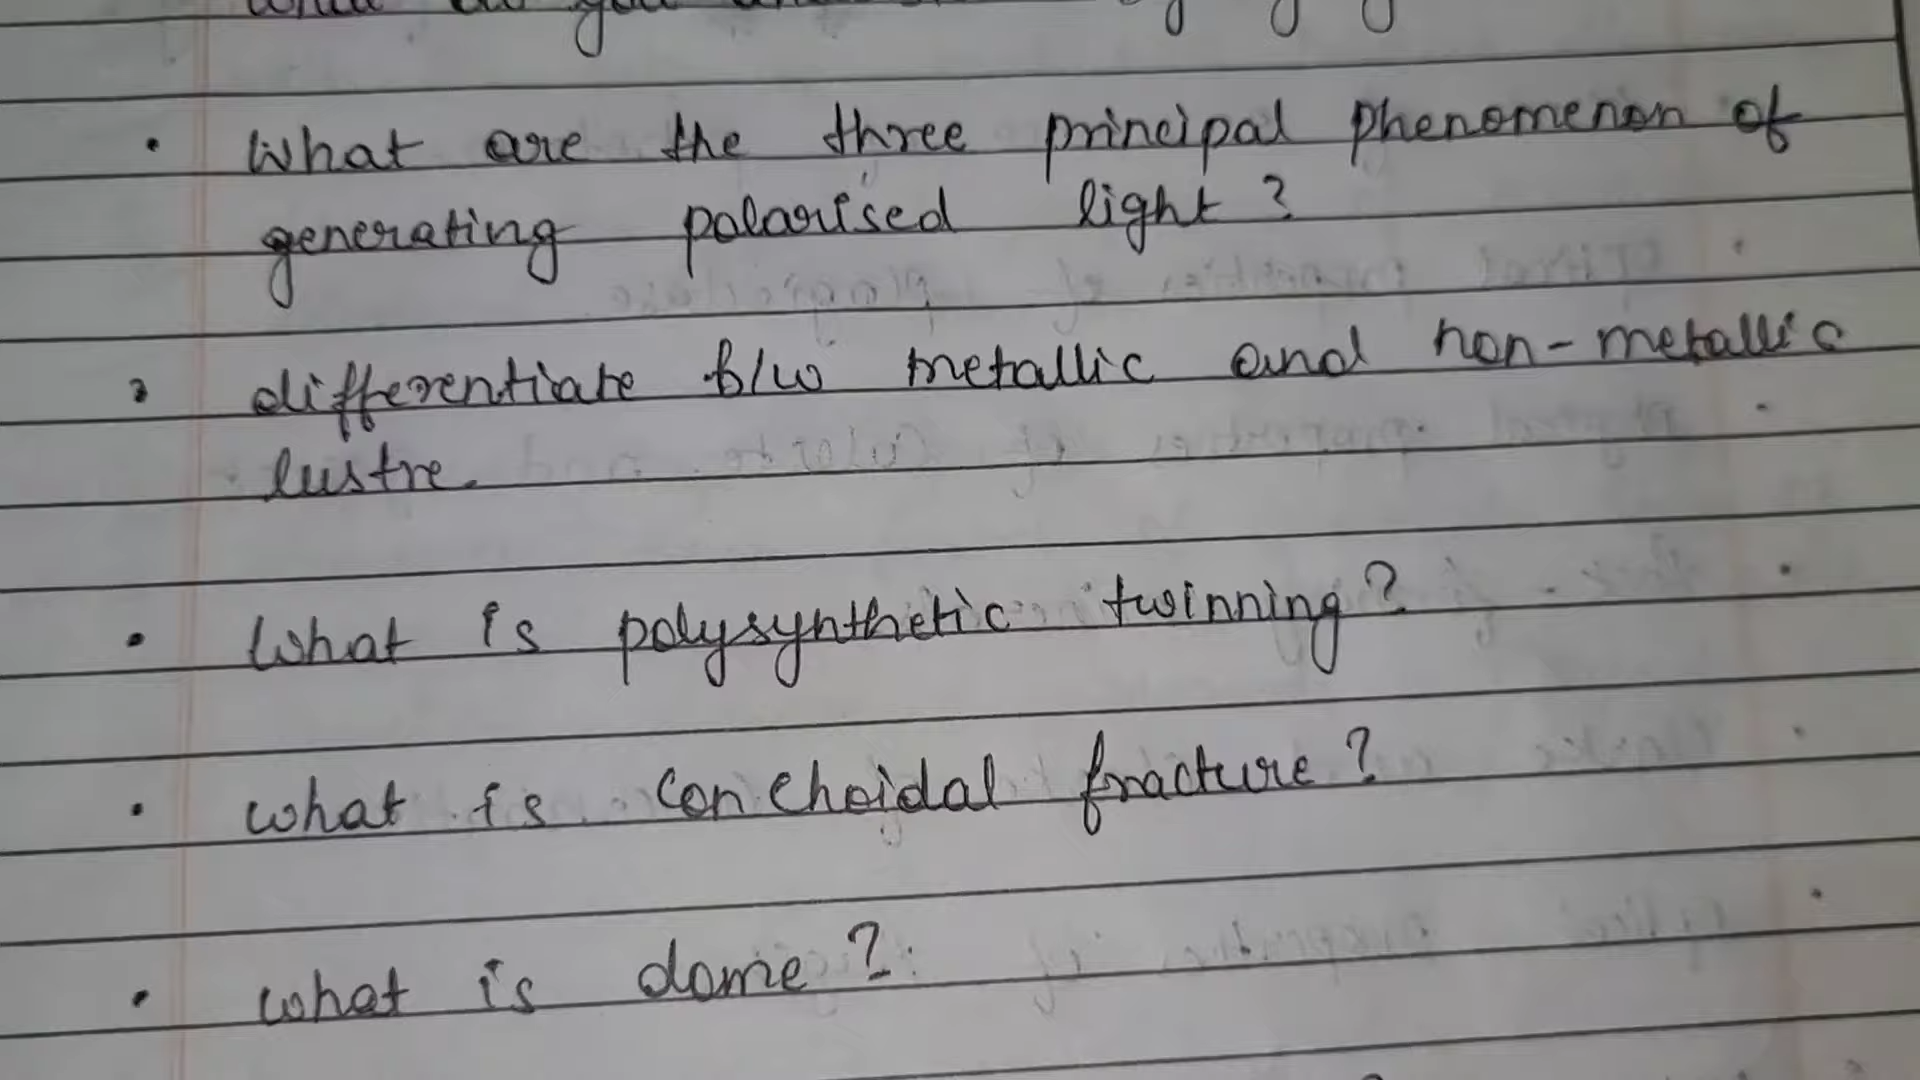 • What are the three principal phenomenon of
generating polarised light ?
• differentiate b/w metallic and non-metallic
lustre.
• What is polysynthetic twinning ?
• what is conchoidal fracture ?
• what is dome ?